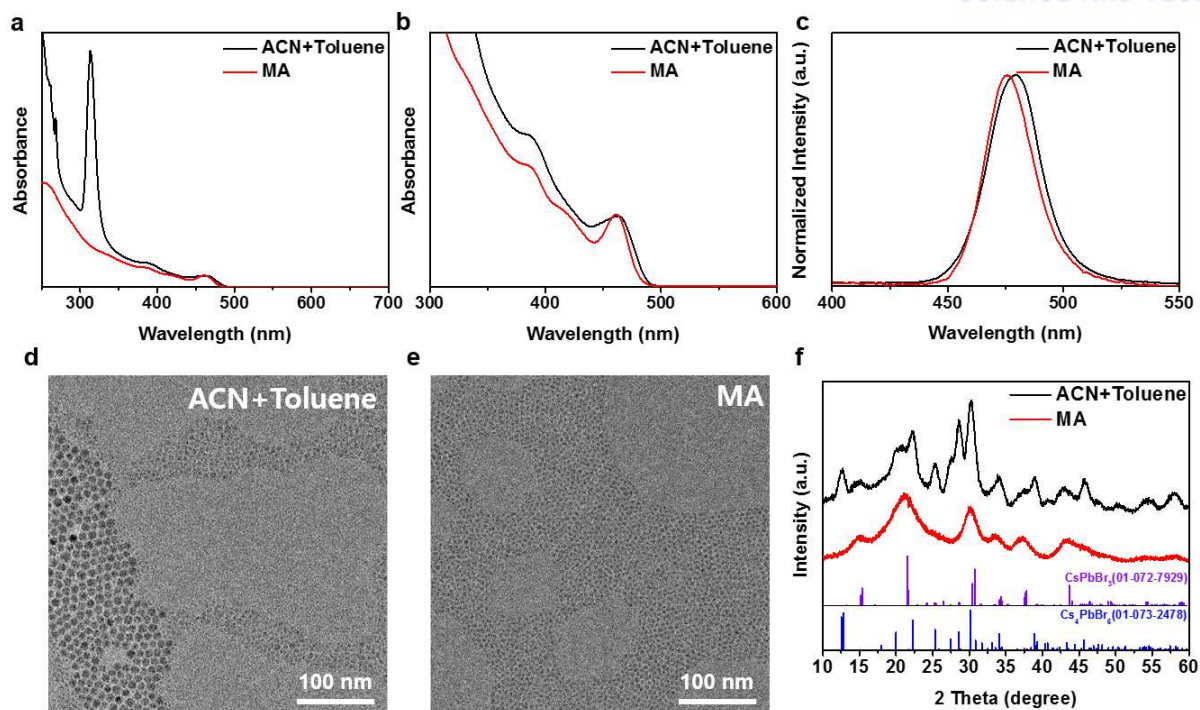 a
ACN+Toluene
MA
Absorbance
300 400 500 600 700
Wavelength (nm)
b
ACN+Toluene
MA
Absorbance
300 400 500 600
Wavelength (nm)
c
ACN+Toluene
MA
Normalized Intensity (a.u.)
400 450 500 550
Wavelength (nm)
d
ACN+Toluene
100 nm
e
MA
100 nm
f
ACN+Toluene
MA
Intensity (a.u.)
CsPbBr3(01-072-7929)
Cs4PbBr6(01-073-2478)
10 15 20 25 30 35 40 45 50 55 60
2 Theta (degree)